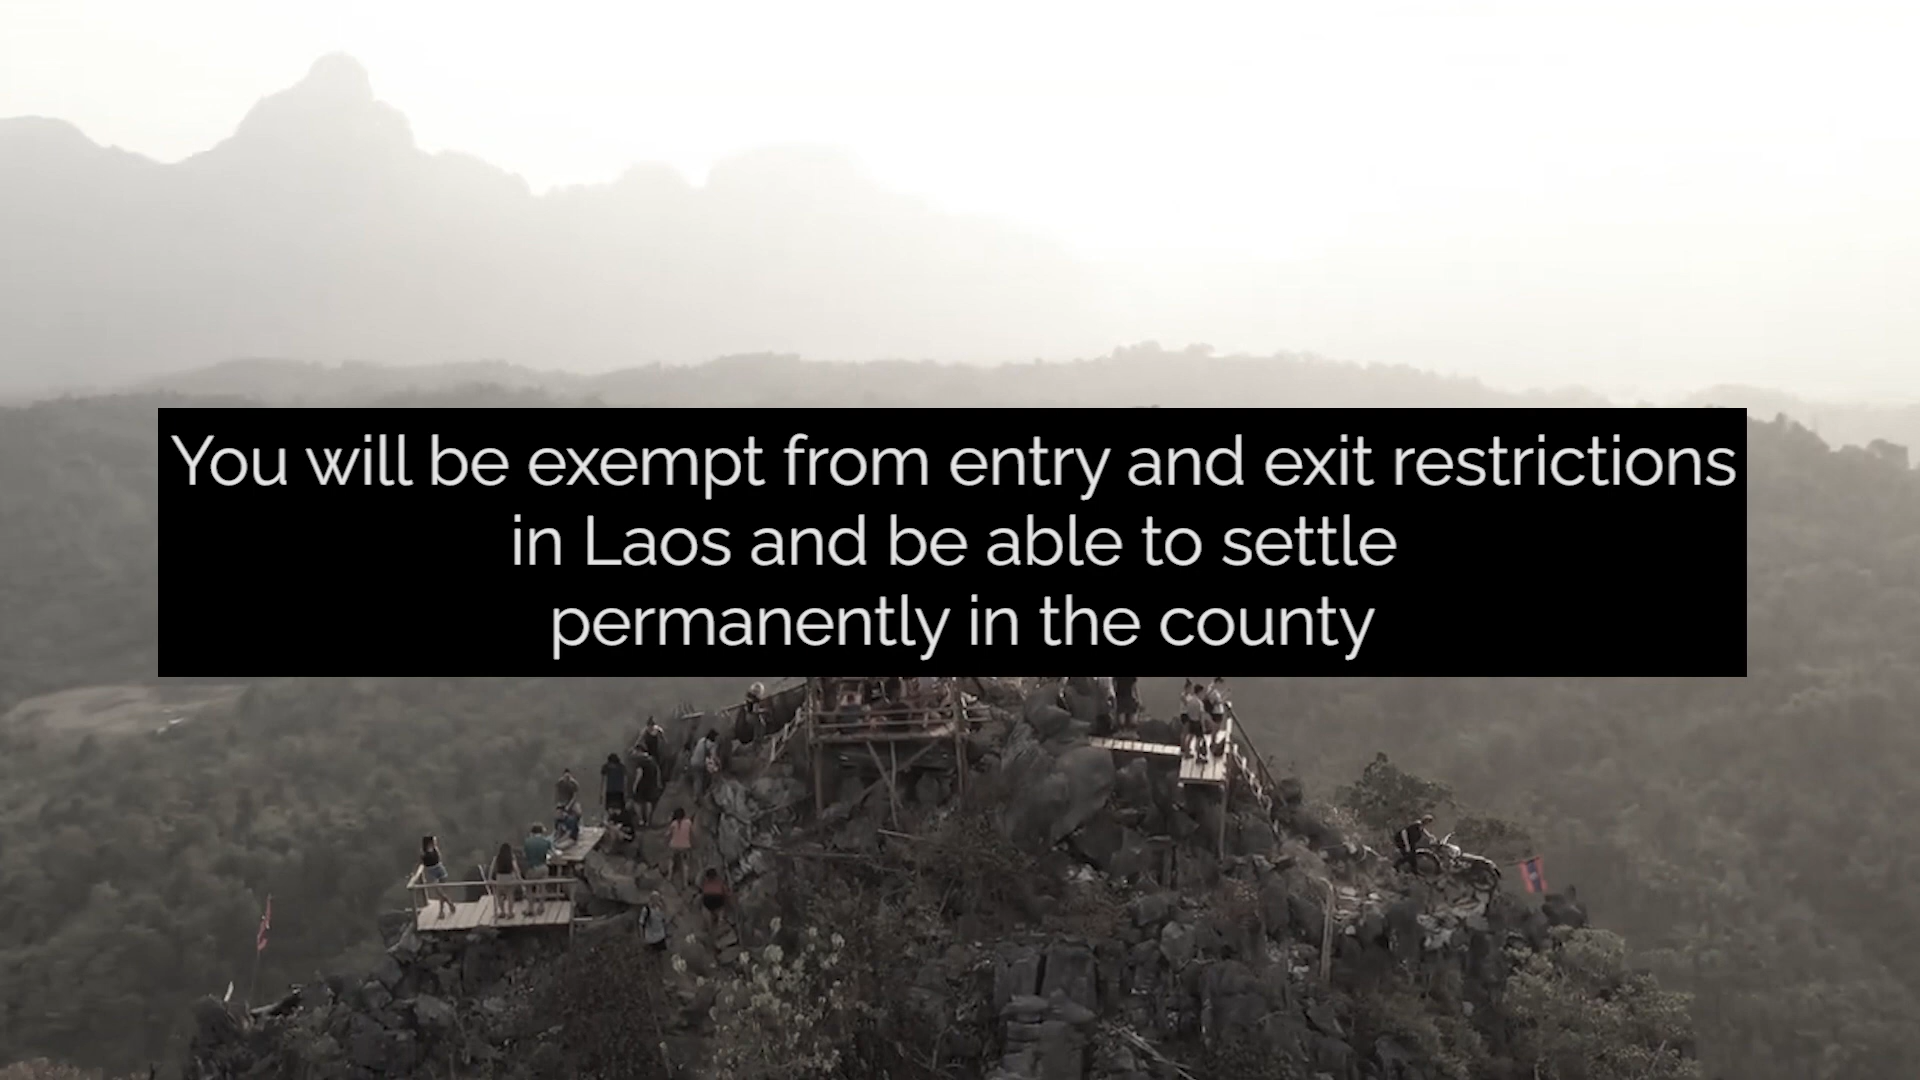 You will be exempt from entry and exit restrictions
in Laos and be able to settle
permanently in the county